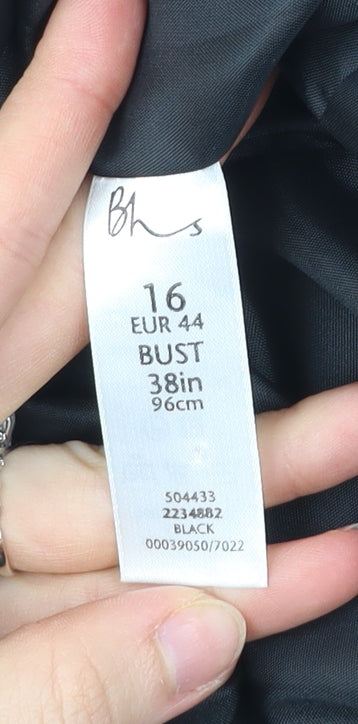 Bhs
16
EUR 44
BUST
38in
96cm
504433
2234882
BLACK
00039050/7022